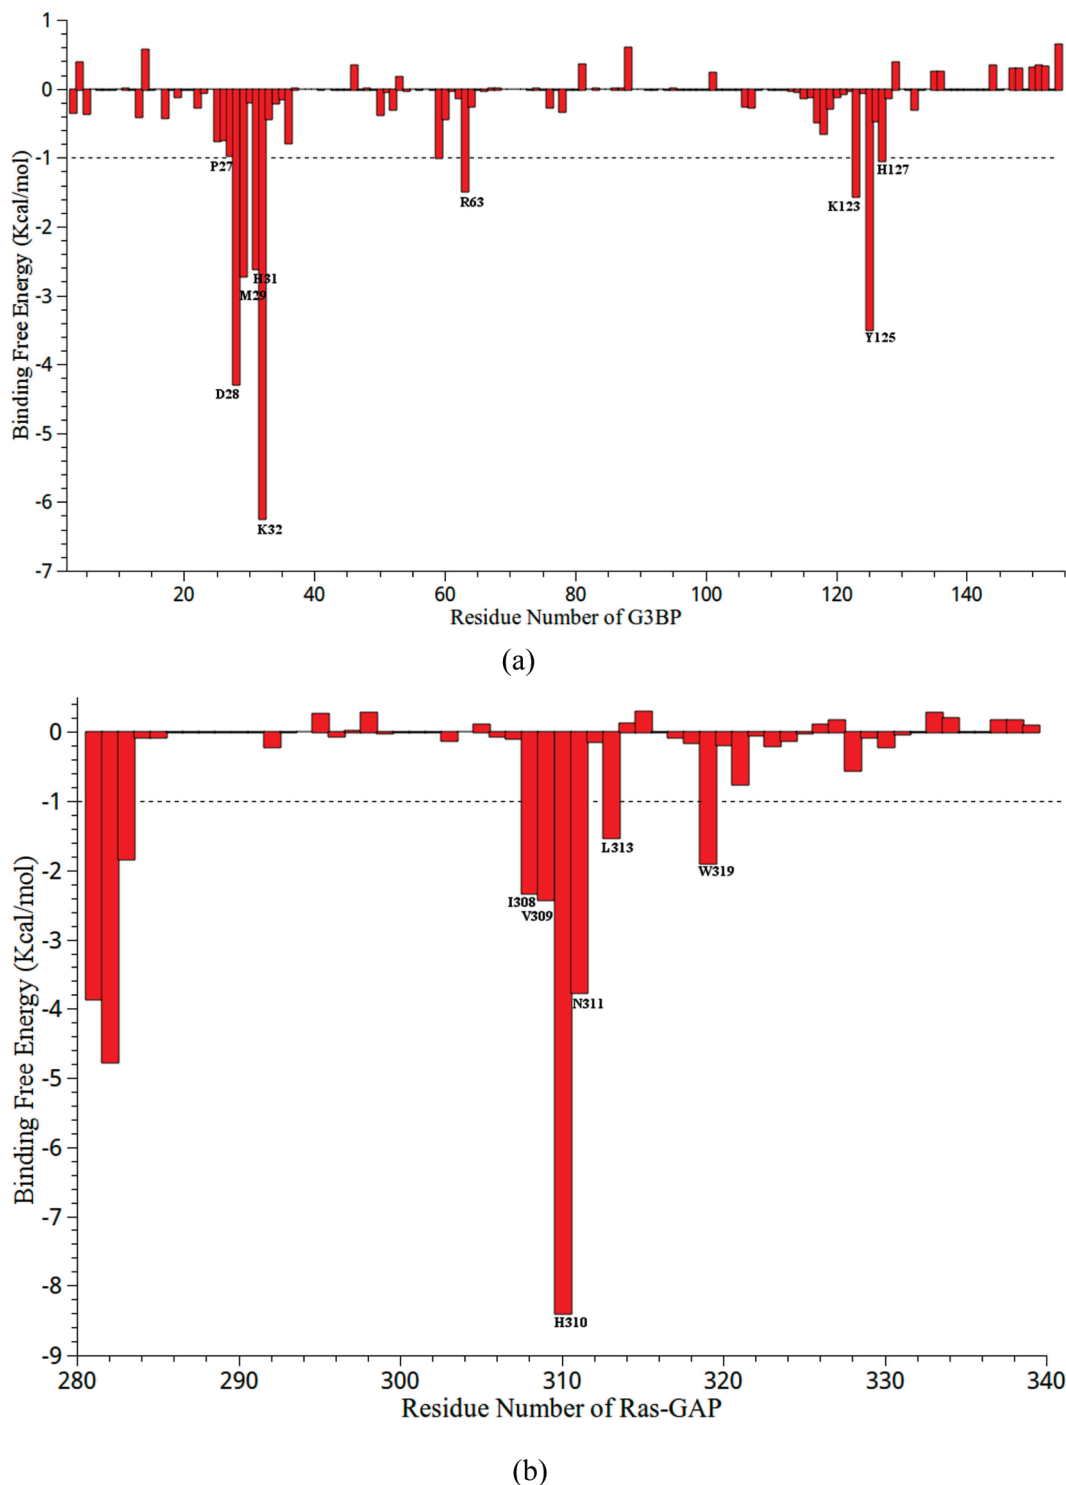 1
0
-1
-2
-3
-4
-5
-6
-7
Binding Free Energy (Kcal/mol)
P27
D28
M29
H31
K32
R63
K123
Y125
H127
20 40 60 80 100 120 140
Residue Number of G3BP
(a)
0
-1
-2
-3
-4
-5
-6
-7
-8
-9
Binding Free Energy (Kcal/mol)
I308
V309
H310
N311
L313
W319
280 290 300 310 320 330 340
Residue Number of Ras-GAP
(b)